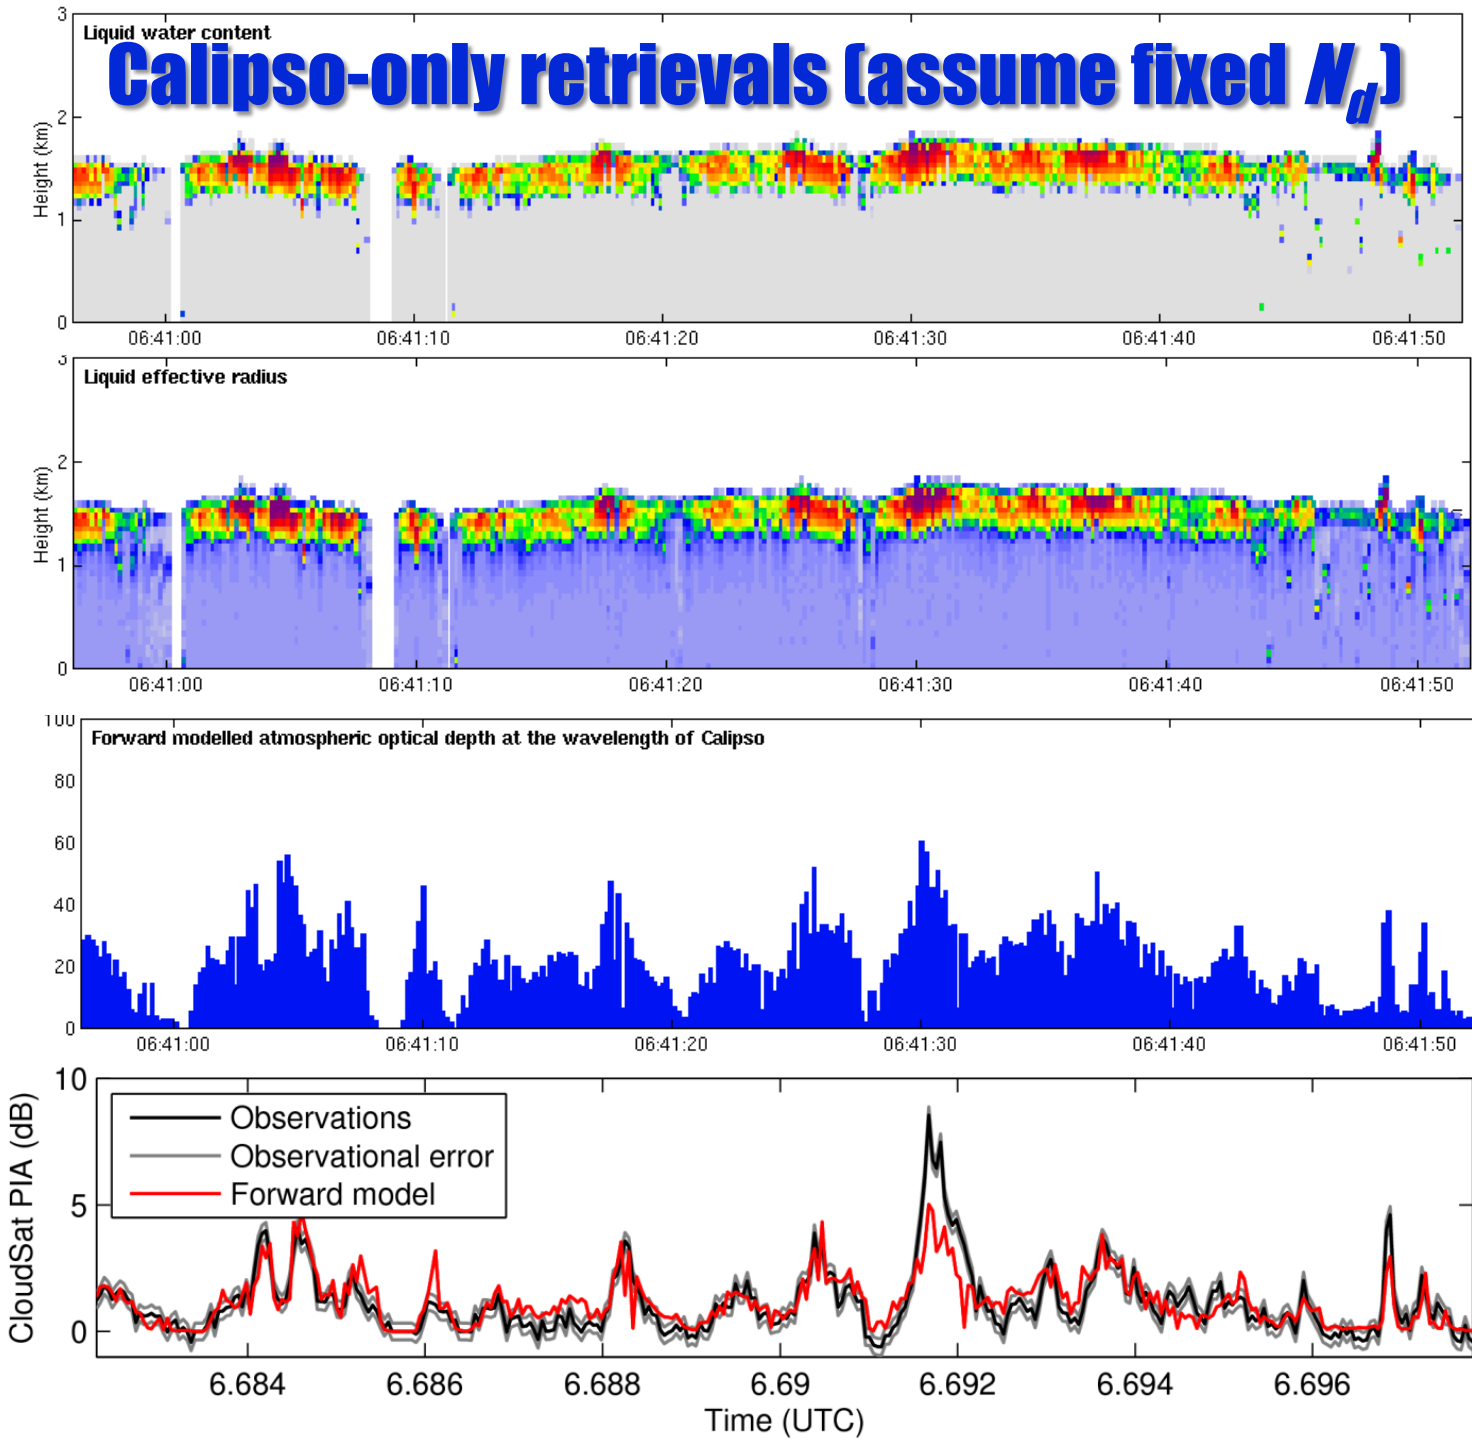 3
Liquid water content
Calipso-only retrievals (assume fixed N_d)
2
Height (km)
1
0
06:41:00 06:41:10 06:41:20 06:41:30 06:41:40 06:41:50
3
Liquid effective radius
2
Height (km)
1
0
06:41:00 06:41:10 06:41:20 06:41:30 06:41:40 06:41:50
100
Forward modelled atmospheric optical depth at the wavelength of Calipso
80
60
40
20
0
06:41:00 06:41:10 06:41:20 06:41:30 06:41:40 06:41:50
10
Observations
Observational error
Forward model
CloudSat PIA (dB)
5
0
6.684 6.686 6.688 6.69 6.692 6.694 6.696
Time (UTC)